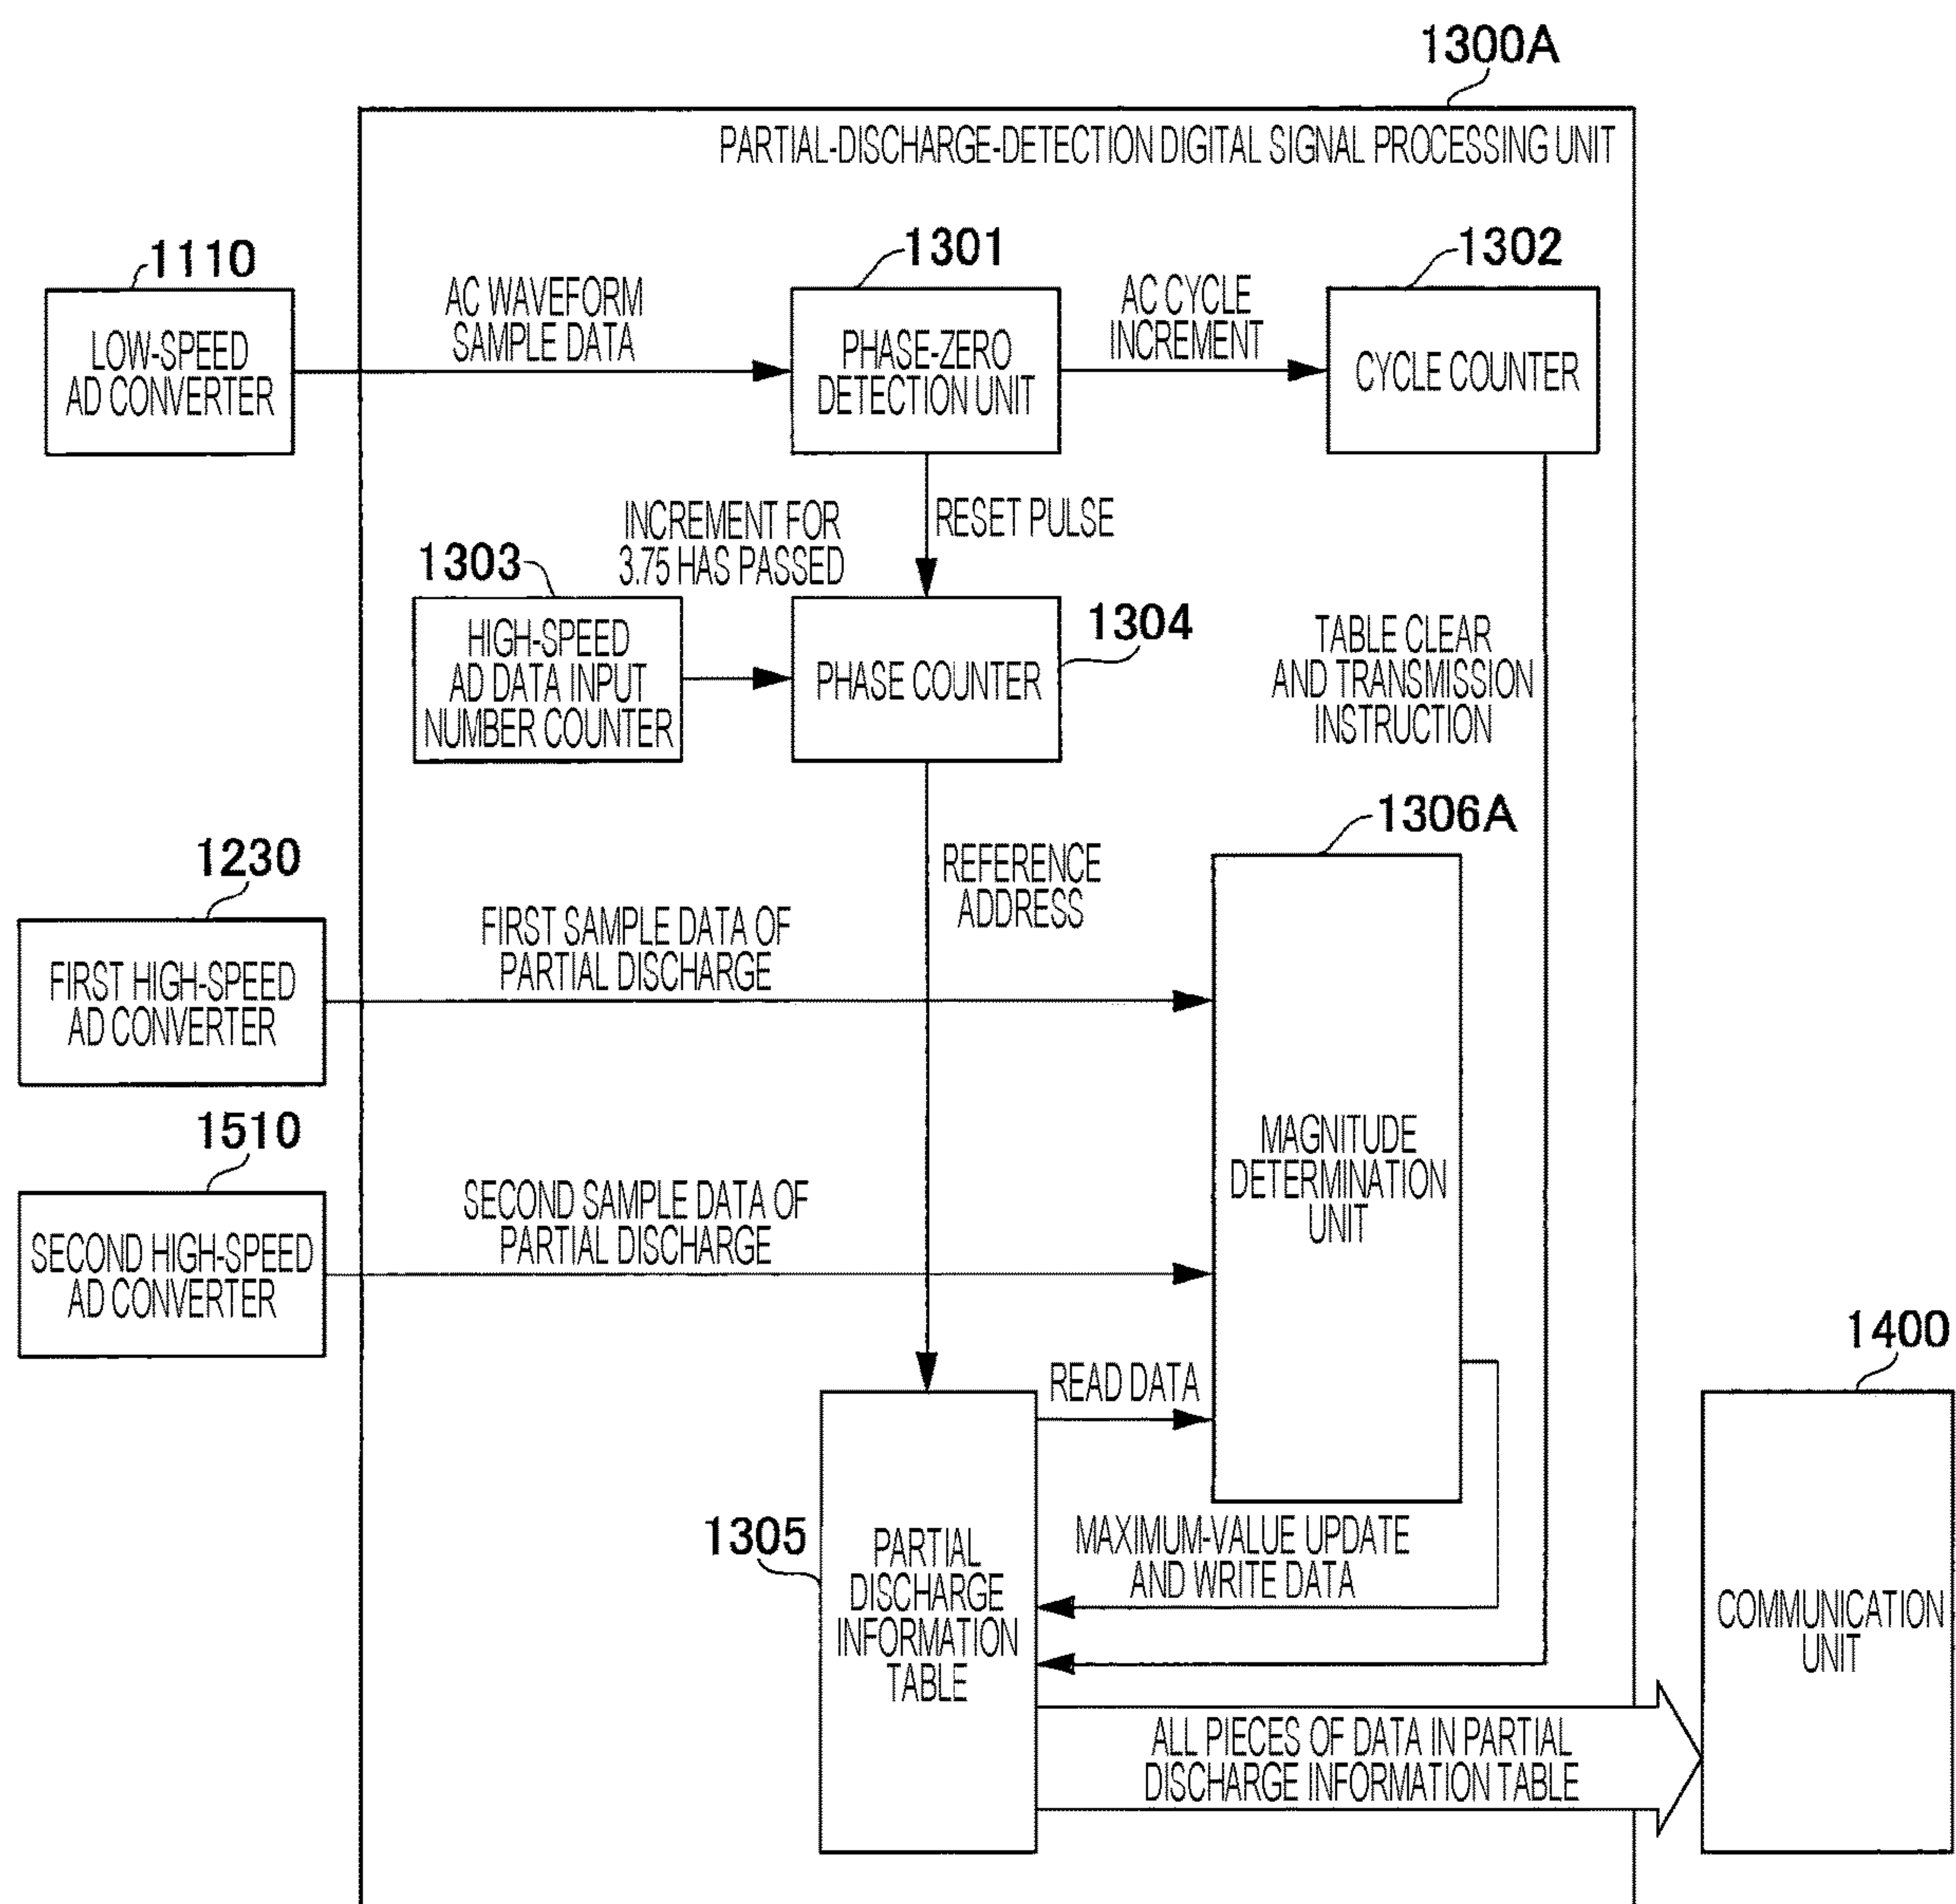 1300A
PARTIAL-DISCHARGE-DETECTION DIGITAL SIGNAL PROCESSING UNIT
1110
LOW-SPEED
AD CONVERTER
AC WAVEFORM
SAMPLE DATA
1301
PHASE-ZERO
DETECTION UNIT
AC CYCLE
INCREMENT
1302
CYCLE COUNTER
RESET PULSE
INCREMENT FOR
3.75 HAS PASSED
1303
HIGH-SPEED
AD DATA INPUT
NUMBER COUNTER
1304
PHASE COUNTER
TABLE CLEAR
AND TRANSMISSION
INSTRUCTION
1306A
MAGNITUDE
DETERMINATION
UNIT
REFERENCE
ADDRESS
1230
FIRST HIGH-SPEED
AD CONVERTER
FIRST SAMPLE DATA OF
PARTIAL DISCHARGE
1510
SECOND HIGH-SPEED
AD CONVERTER
SECOND SAMPLE DATA OF
PARTIAL DISCHARGE
READ DATA
1305
PARTIAL
DISCHARGE
INFORMATION
TABLE
MAXIMUM-VALUE UPDATE
AND WRITE DATA
ALL PIECES OF DATA IN PARTIAL
DISCHARGE INFORMATION TABLE
1400
COMMUNICATION
UNIT